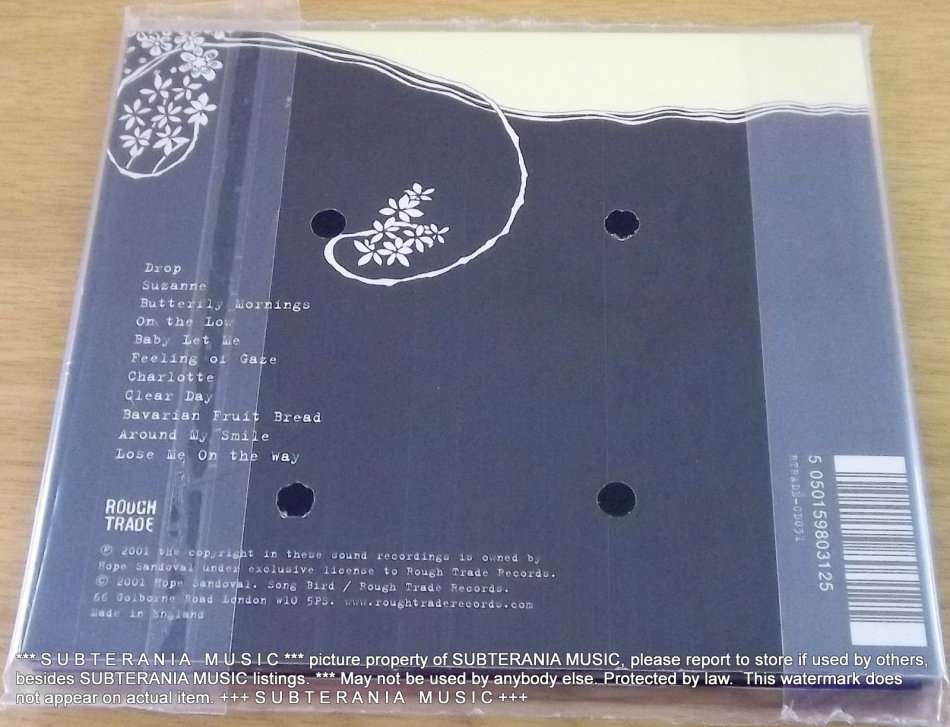 Drop
Suzanne
Butterfly Mornings
On the Low
Baby Let Me
Feeling of Gaze
Charlotte
Clear Day
Bavarian Fruit Bread
Around My Smile
Lose Me On the Way
ROUGH
TRADE
℗ 2001 the copyright in these sound recordings is owned by
Hope Sandoval under exclusive license to Rough Trade Records.
© 2001 Hope Sandoval. Song Bird / Rough Trade Records.
66 Golborne Road London W10 5PS. www.roughtraderecords.com
Made in England
5 050159803125
RTRADE-CD031
*** S U B T E R A N I A   M U S I C *** picture property of SUBTERANIA MUSIC, please report to store if used by others,
besides SUBTERANIA MUSIC listings. *** May not be used by anybody else. Protected by law.  This watermark does
not appear on actual item. +++ S U B T E R A N I A   M U S I C +++